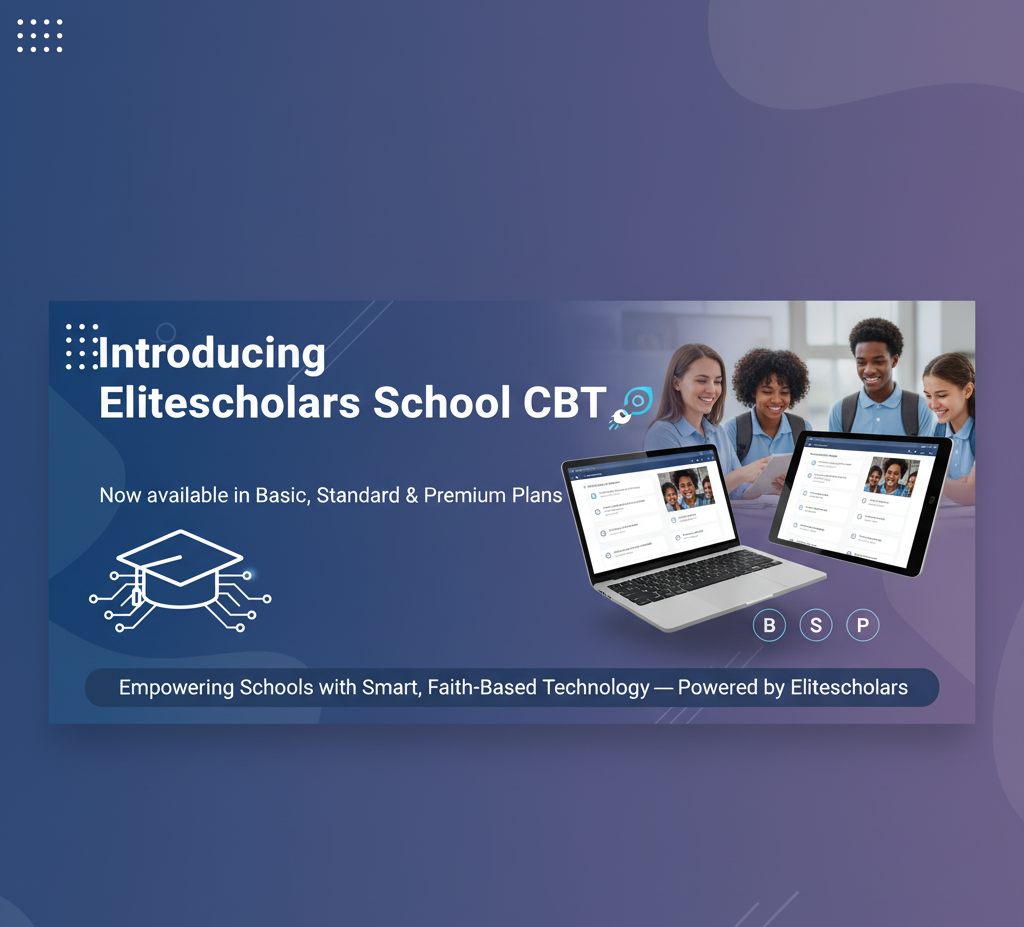 Introducing
Elitescholars School CBT
Now available in Basic, Standard & Premium Plans
B S P
Empowering Schools with Smart, Faith-Based Technology — Powered by Elitescholars